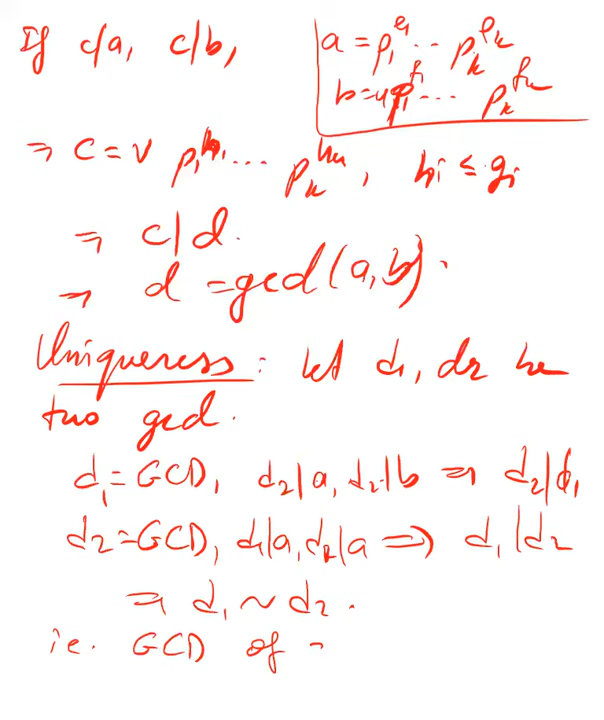 If c/a, c/b,
a = p₁^e₁ ... pₖ^eₖ
b = u p₁^f₁ ... pₖ^fₖ
⇒ c = v p₁^h₁ ... pₖ^hₖ, hᵢ ≤ gᵢ
⇒ c|d.
⇒ d = gcd(a,b).
Uniqueness: let d₁, d₂ be
two gcd.
d₁ = GCD, d₂|a, d₂|b ⇒ d₂|d₁
d₂ = GCD, d₁|a, d₂|a ⇒ d₁|d₂
⇒ d₁ ~ d₂.
i.e. GCD of